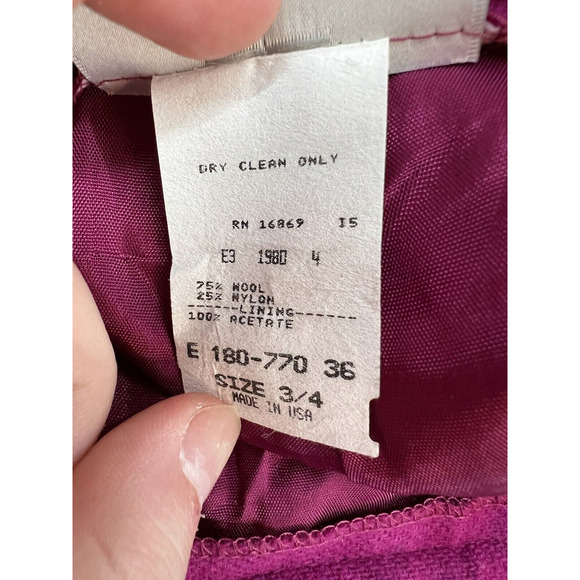 DRY CLEAN ONLY
RN 16869 I5
E3 1980 4
75% WOOL
25% NYLON
------LINING------
100% ACETATE
E 180-770 36
SIZE 3/4
MADE IN USA